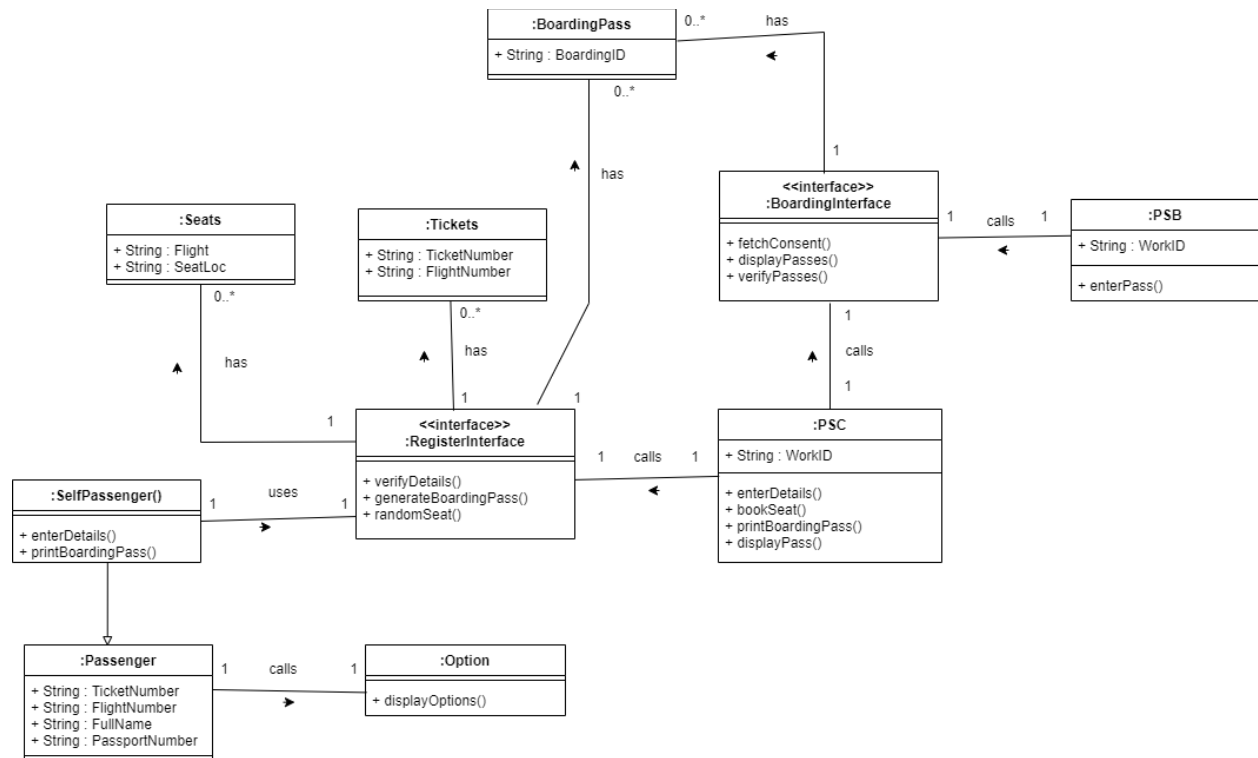 :BoardingPass
+ String : BoardingID
0..*
has
0..*
has
1
<<interface>>
:BoardingInterface
+ fetchConsent()
+ displayPasses()
+ verifyPasses()
1
calls
1
:PSB
+ String : WorkID
+ enterPass()
:Seats
+ String : Flight
+ String : SeatLoc
0..*
has
1
:Tickets
+ String : TicketNumber
+ String : FlightNumber
0..*
has
1
1
1
calls
1
<<interface>>
:RegisterInterface
+ verifyDetails()
+ generateBoardingPass()
+ randomSeat()
1
calls
1
:PSC
+ String : WorkID
+ enterDetails()
+ bookSeat()
+ printBoardingPass()
+ displayPass()
:SelfPassenger()
+ enterDetails()
+ printBoardingPass()
1
uses
1
:Passenger
+ String : TicketNumber
+ String : FlightNumber
+ String : FullName
+ String : PassportNumber
1
calls
1
:Option
+ displayOptions()